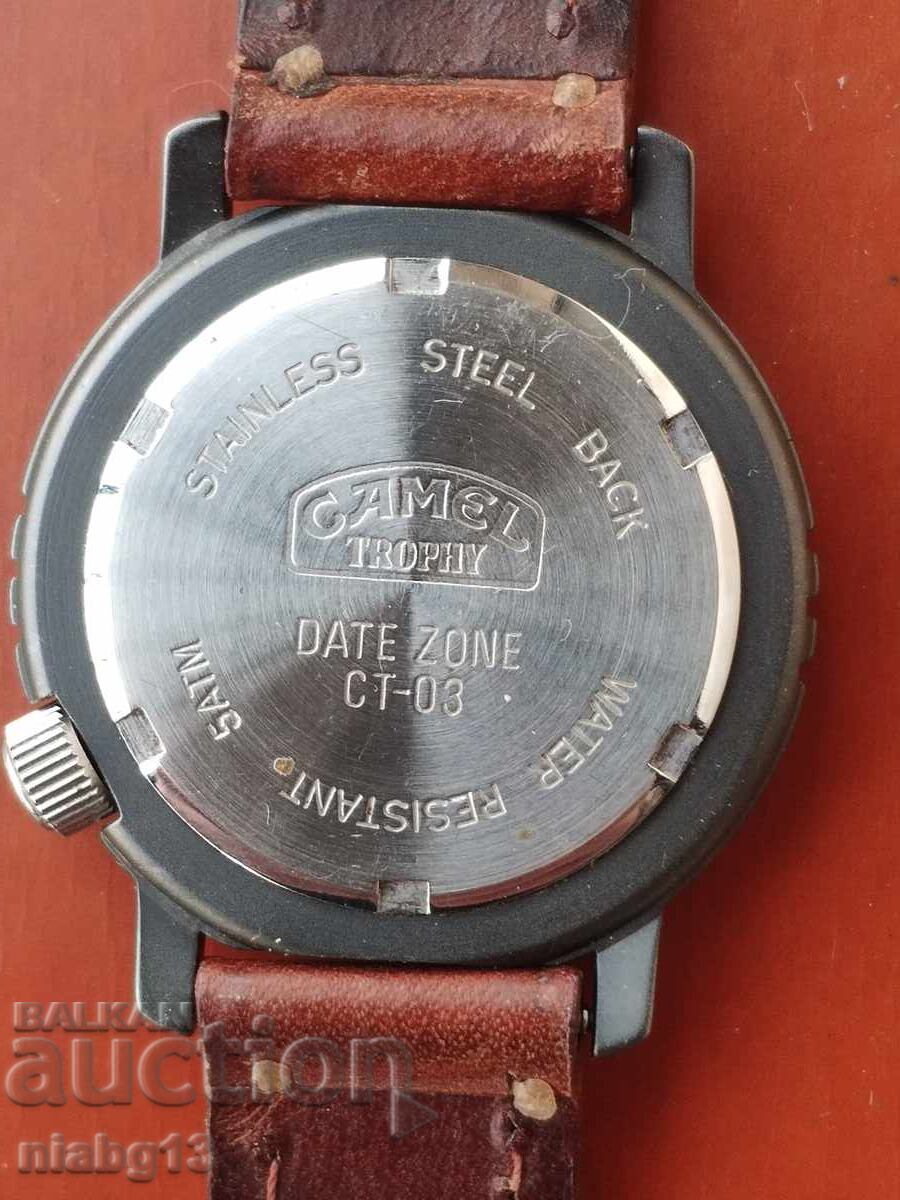 STAINLESS STEEL BACK
CAMEL
TROPHY
DATE ZONE
CT-03
WATER RESISTANT. 5ATM
BALKAN
auction
niabg13